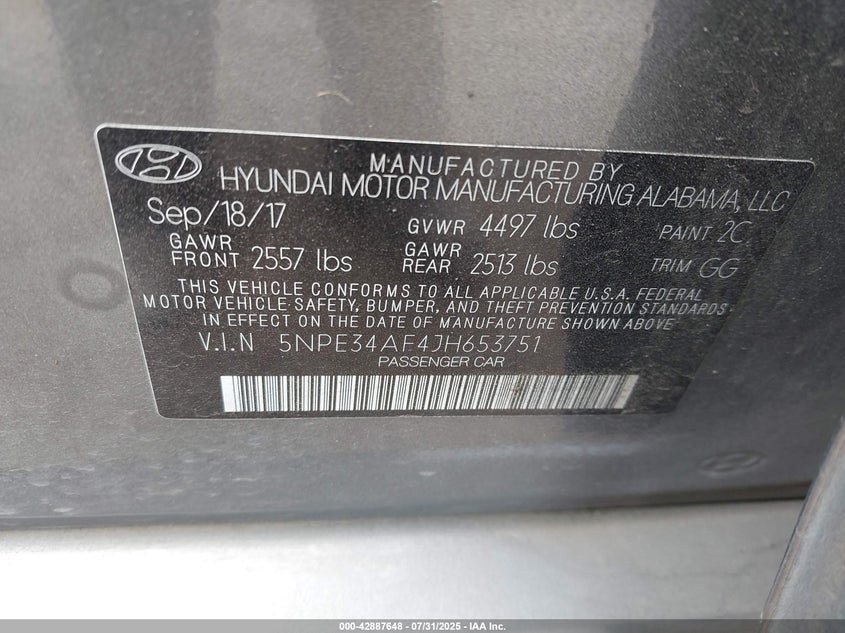 MANUFACTURED BY
HYUNDAI MOTOR MANUFACTURING ALABAMA, LLC
Sep/18/17 GVWR 4497 lbs PAINT 2C
GAWR FRONT 2557 lbs GAWR REAR 2513 lbs TRIM GG
THIS VEHICLE CONFORMS TO ALL APPLICABLE U.S.A. FEDERAL
MOTOR VEHICLE SAFETY, BUMPER, AND THEFT PREVENTION STANDARDS
IN EFFECT ON THE DATE OF MANUFACTURE SHOWN ABOVE
V.I.N 5NPE34AF4JH653751
PASSENGER CAR
000-42887648 - 07/31/2025 - IAA Inc.